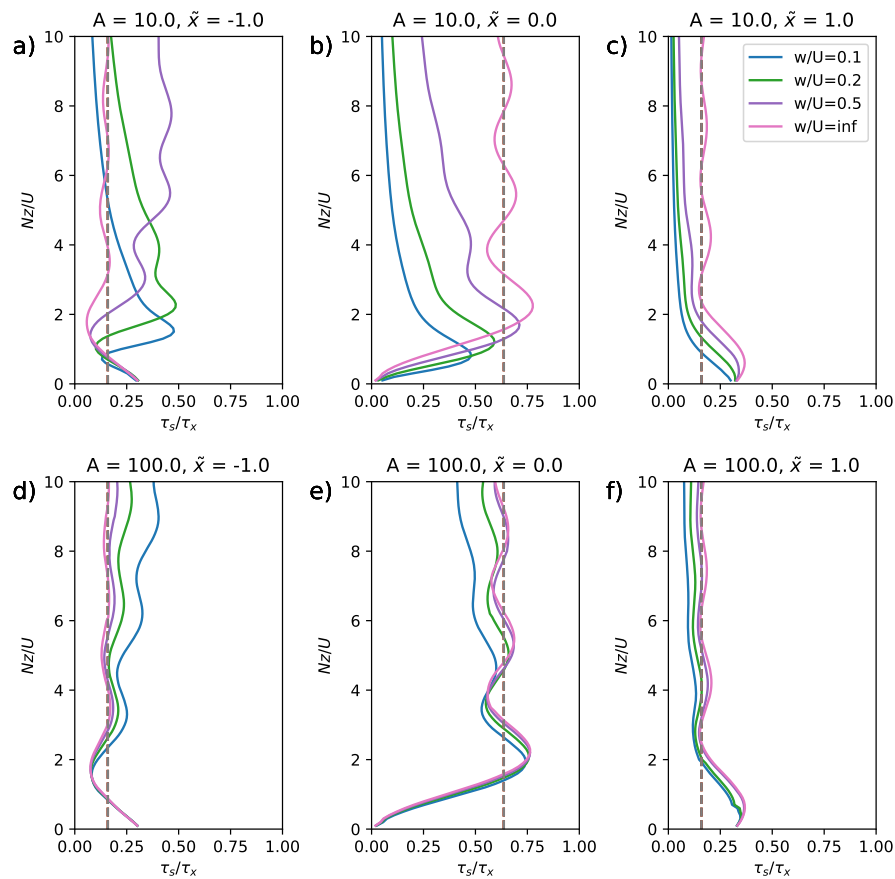 A = 10.0, x̃ = -1.0
a)
10
8
6
4
2
0
Nz/U
0.00 0.25 0.50 0.75 1.00
τs/τx
A = 10.0, x̃ = 0.0
b)
10
8
6
4
2
0
Nz/U
0.00 0.25 0.50 0.75 1.00
τs/τx
A = 10.0, x̃ = 1.0
c)
10
8
6
4
2
0
Nz/U
w/U=0.1
w/U=0.2
w/U=0.5
w/U=inf
0.00 0.25 0.50 0.75 1.00
τs/τx
A = 100.0, x̃ = -1.0
d)
10
8
6
4
2
0
Nz/U
0.00 0.25 0.50 0.75 1.00
τs/τx
A = 100.0, x̃ = 0.0
e)
10
8
6
4
2
0
Nz/U
0.00 0.25 0.50 0.75 1.00
τs/τx
A = 100.0, x̃ = 1.0
f)
10
8
6
4
2
0
Nz/U
0.00 0.25 0.50 0.75 1.00
τs/τx